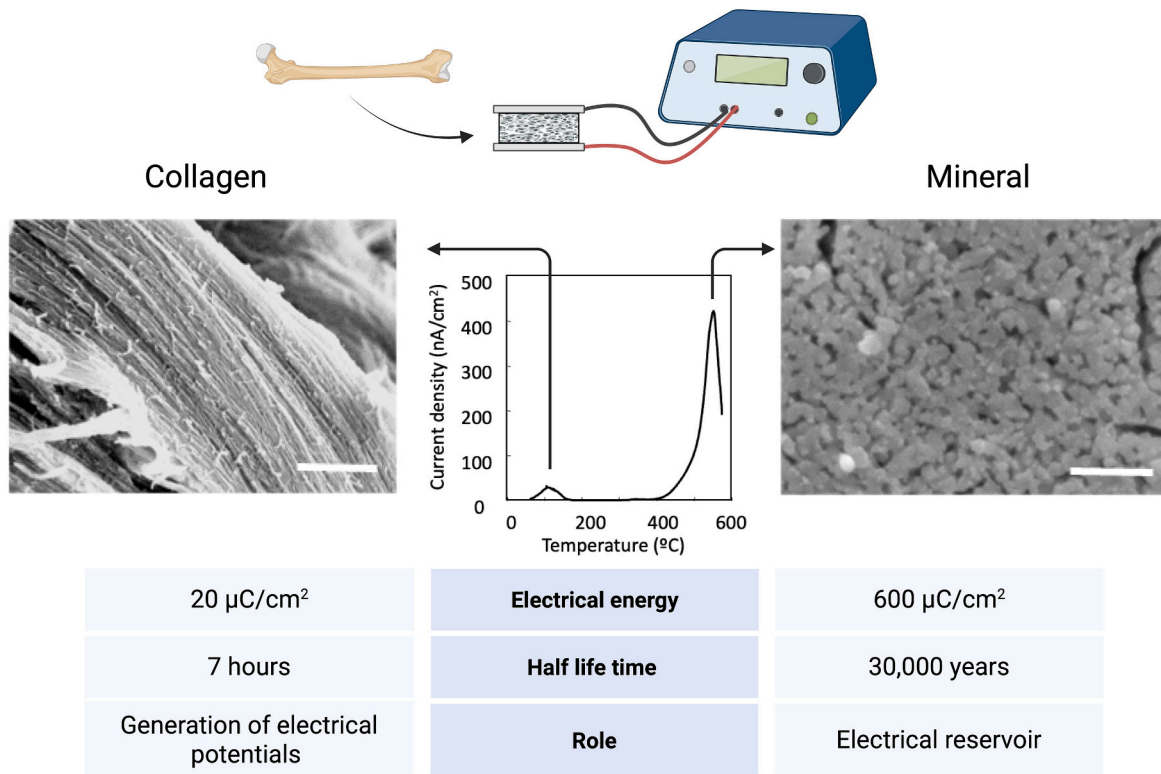 Collagen
Mineral
Current density (nA/cm²)
500
400
300
200
100
0
0
200
400
600
Temperature (ºC)
20 µC/cm²
Electrical energy
600 µC/cm²
7 hours
Half life time
30,000 years
Generation of electrical
potentials
Role
Electrical reservoir